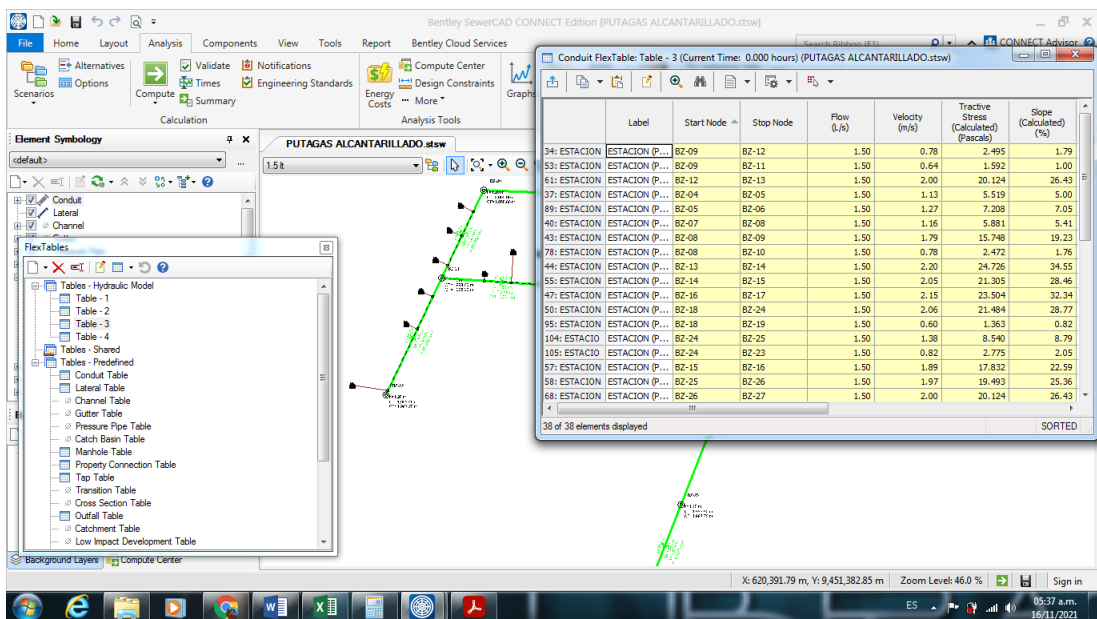 Bentley SewerCAD CONNECT Edition [PUTAGAS ALCANTARILLADO.stsw]
File Home Layout Analysis Components View Tools Report Bentley Cloud Services Search Ribbon (F3) CONNECT Advisor
Scenarios
Alternatives
Options
Compute
Validate
Times
Summary
Notifications
Engineering Standards
Calculation
Energy Costs
Compute Center
Design Constraints
More
Analysis Tools
Graphs
Element Symbology
<default>
Conduit
Lateral
Channel
PUTAGAS ALCANTARILLADO.stsw
1.5lt
FlexTables
Tables - Hydraulic Model
Table - 1
Table - 2
Table - 3
Table - 4
Tables - Shared
Tables - Predefined
Conduit Table
Lateral Table
Channel Table
Gutter Table
Pressure Pipe Table
Catch Basin Table
Manhole Table
Property Connection Table
Tap Table
Transition Table
Cross Section Table
Outfall Table
Catchment Table
Low Impact Development Table
Background Layers Compute Center
Conduit FlexTable: Table - 3 (Current Time: 0.000 hours) (PUTAGAS ALCANTARILLADO.stsw)
Label Start Node Stop Node Flow (L/s) Velocity (m/s) Tractive Stress (Calculated) (Pascals) Slope (Calculated) (%)
34: ESTACION ESTACION (P... BZ-09 BZ-12 1.50 0.78 2.495 1.79
53: ESTACION ESTACION (P... BZ-09 BZ-11 1.50 0.64 1.592 1.00
61: ESTACION ESTACION (P... BZ-12 BZ-13 1.50 2.00 20.124 26.43
37: ESTACION ESTACION (P... BZ-04 BZ-05 1.50 1.13 5.519 5.00
89: ESTACION ESTACION (P... BZ-05 BZ-06 1.50 1.27 7.208 7.05
40: ESTACION ESTACION (P... BZ-07 BZ-08 1.50 1.16 5.881 5.41
43: ESTACION ESTACION (P... BZ-08 BZ-09 1.50 1.79 15.748 19.23
78: ESTACION ESTACION (P... BZ-08 BZ-10 1.50 0.78 2.472 1.76
44: ESTACION ESTACION (P... BZ-13 BZ-14 1.50 2.20 24.726 34.55
55: ESTACION ESTACION (P... BZ-14 BZ-15 1.50 2.05 21.305 28.46
47: ESTACION ESTACION (P... BZ-16 BZ-17 1.50 2.15 23.504 32.34
50: ESTACION ESTACION (P... BZ-18 BZ-24 1.50 2.06 21.484 28.77
95: ESTACION ESTACION (P... BZ-18 BZ-19 1.50 0.60 1.363 0.82
104: ESTACIO ESTACION (P... BZ-24 BZ-25 1.50 1.38 8.540 8.79
105: ESTACIO ESTACION (P... BZ-24 BZ-23 1.50 0.82 2.775 2.05
57: ESTACION ESTACION (P... BZ-15 BZ-16 1.50 1.89 17.832 22.59
58: ESTACION ESTACION (P... BZ-25 BZ-26 1.50 1.97 19.493 25.36
68: ESTACION ESTACION (P... BZ-26 BZ-27 1.50 2.00 20.124 26.43
38 of 38 elements displayed SORTED
X: 620,391.79 m, Y: 9,451,382.85 m Zoom Level: 46.0 % Sign in
ES 05:37 a.m.
16/11/2021